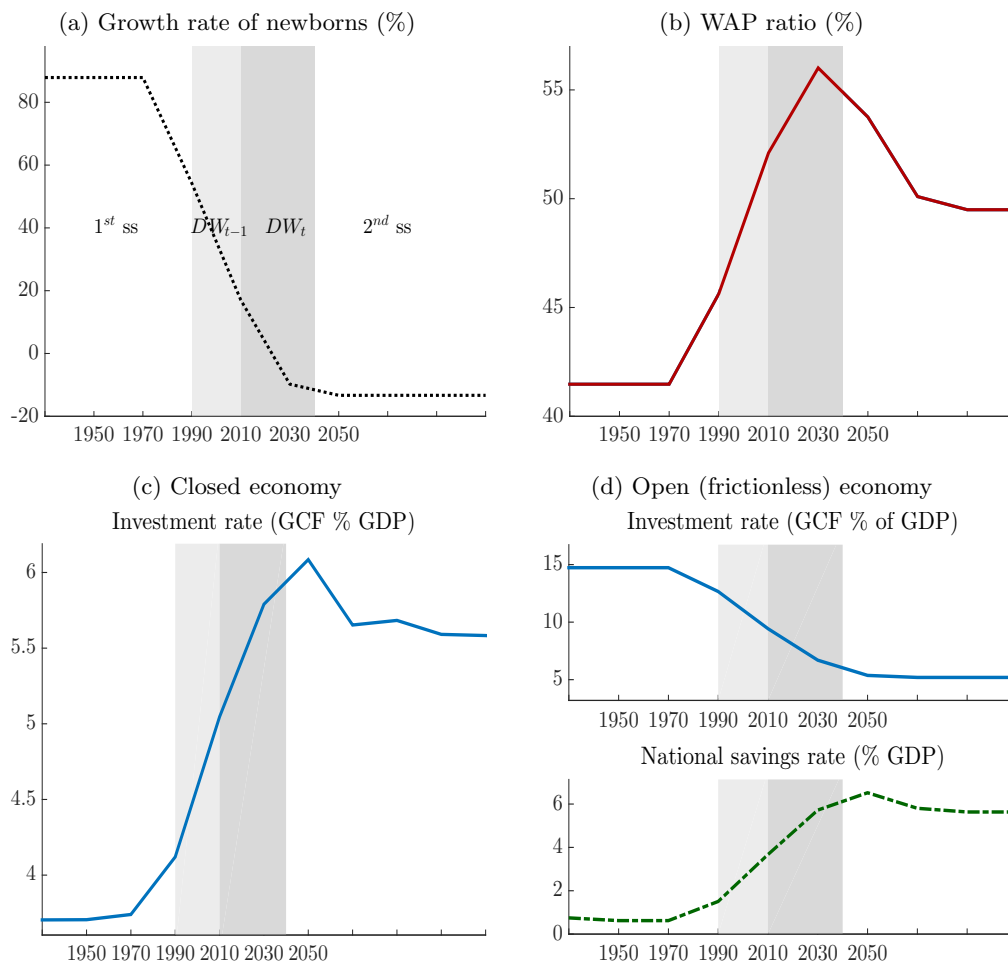 (a) Growth rate of newborns (%)
80
60
40
20
0
-20
1st ss
DWt−1
DWt
2nd ss
1950 1970 1990 2010 2030 2050
(b) WAP ratio (%)
55
50
45
40
1950 1970 1990 2010 2030 2050
(c) Closed economy
Investment rate (GCF % GDP)
6
5.5
5
4.5
4
1950 1970 1990 2010 2030 2050
(d) Open (frictionless) economy
Investment rate (GCF % of GDP)
15
10
5
1950 1970 1990 2010 2030 2050
National savings rate (% GDP)
6
4
2
0
1950 1970 1990 2010 2030 2050